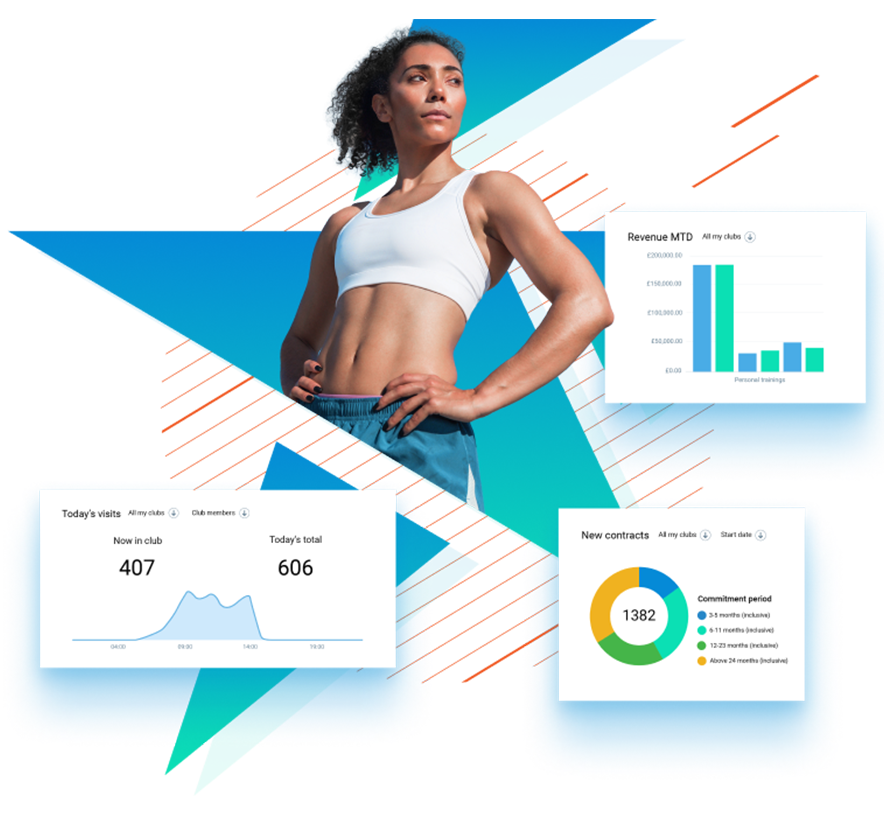 Revenue MTD All my clubs
£200,000.00
£150,000.00
£100,000.00
£50,000.00
£0.00
Personal trainings
Today's visits All my clubs Club members
Now in club Today's total
407 606
04:00 09:00 14:00 19:00
New contracts All my clubs Start date
1382
Commitment period
3-5 months (inclusive)
6-11 months (inclusive)
12-23 months (inclusive)
Above 24 months (inclusive)